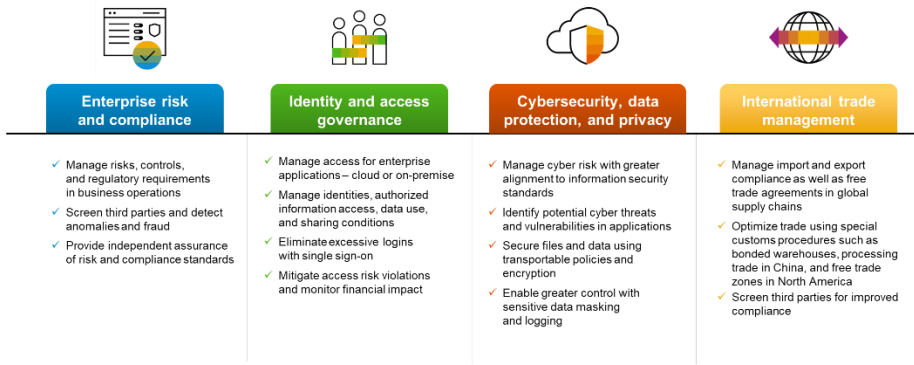 Enterprise risk
and compliance
Manage risks, controls,
and regulatory requirements
in business operations
Screen third parties and detect
anomalies and fraud
Provide independent assurance
of risk and compliance standards
Identity and access
governance
Manage access for enterprise
applications – cloud or on-premise
Manage identities, authorized
information access, data use,
and sharing conditions
Eliminate excessive logins
with single sign-on
Mitigate access risk violations
and monitor financial impact
Cybersecurity, data
protection, and privacy
Manage cyber risk with greater
alignment to information security
standards
Identify potential cyber threats
and vulnerabilities in applications
Secure files and data using
transportable policies and
encryption
Enable greater control with
sensitive data masking
and logging
International trade
management
Manage import and export
compliance as well as free
trade agreements in global
supply chains
Optimize trade using special
customs procedures such as
bonded warehouses, processing
trade in China, and free trade
zones in North America
Screen third parties for improved
compliance